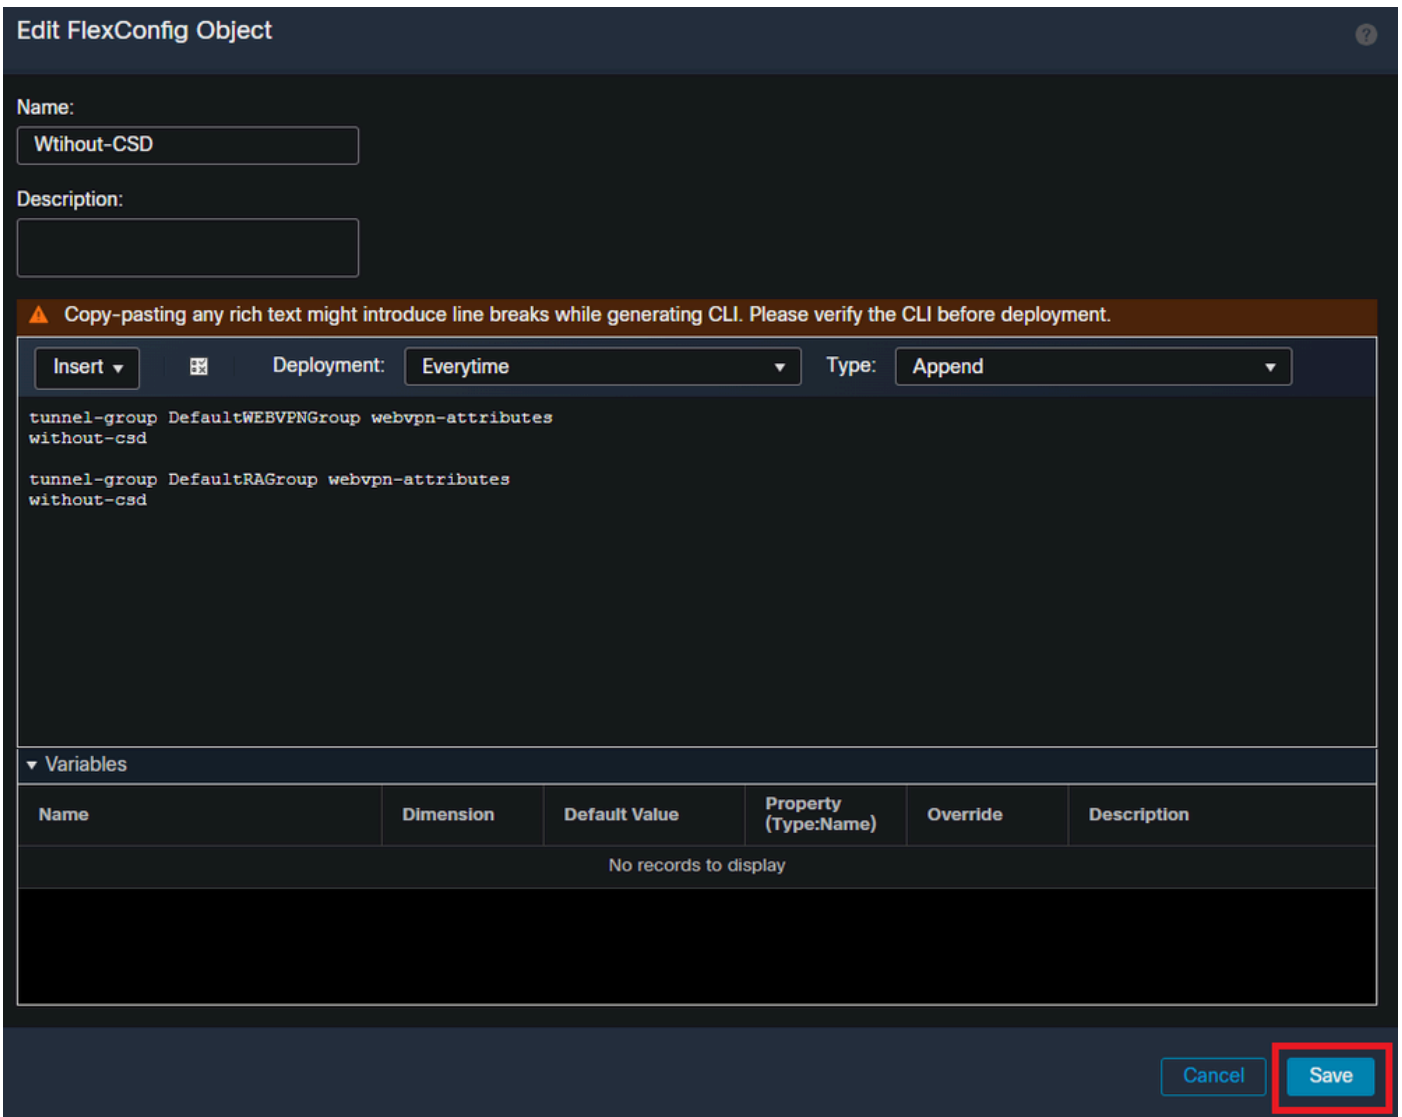 Edit FlexConfig Object
?
Name:
Wtihout-CSD
Description:
Copy-pasting any rich text might introduce line breaks while generating CLI. Please verify the CLI before deployment.
Insert Deployment: Everytime Type: Append
tunnel-group DefaultWEBVPNGroup webvpn-attributes
without-csd
tunnel-group DefaultRAGroup webvpn-attributes
without-csd
Variables
Name Dimension Default Value Property (Type:Name) Override Description
No records to display
Cancel Save